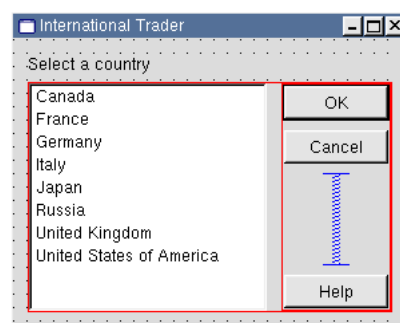 International Trader
Select a country
Canada
France
Germany
Italy
Japan
Russia
United Kingdom
United States of America
OK
Cancel
Help